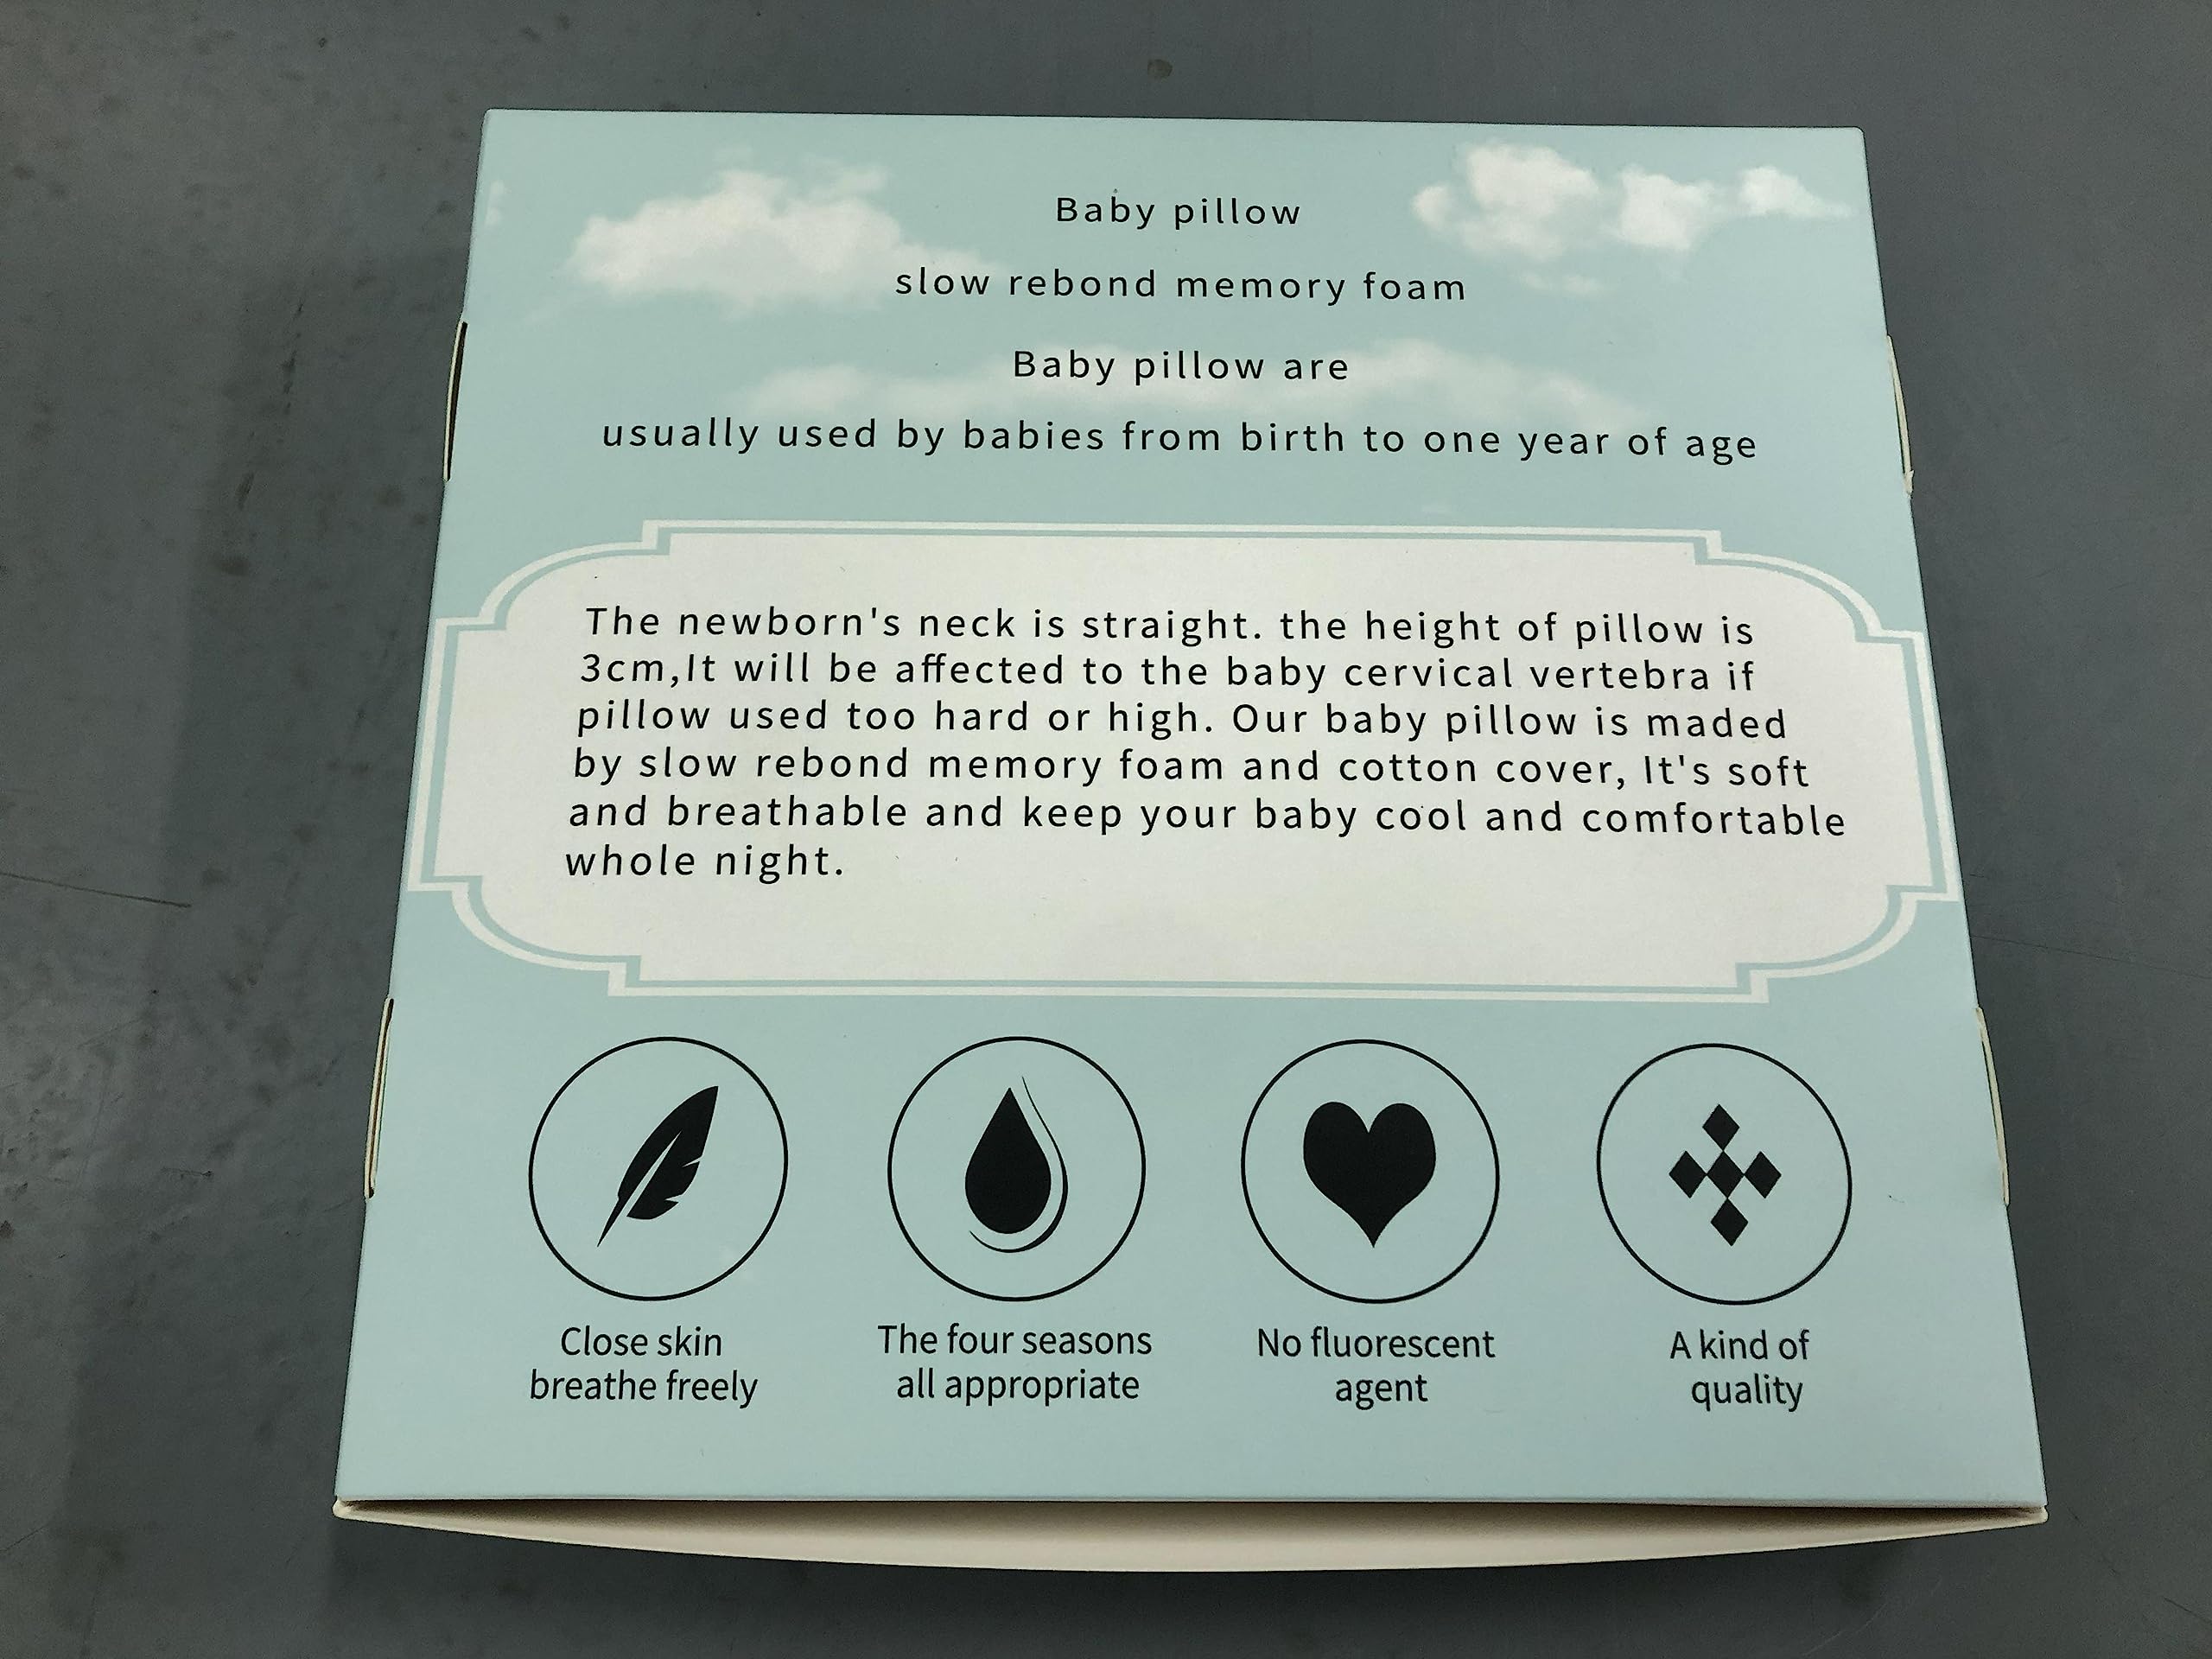 Baby pillow
slow rebond memory foam
Baby pillow are
usually used by babies from birth to one year of age
The newborn's neck is straight. the height of pillow is
3cm,It will be affected to the baby cervical vertebra if
pillow used too hard or high. Our baby pillow is maded
by slow rebond memory foam and cotton cover, It's soft
and breathable and keep your baby cool and comfortable
whole night.
Close skin
breathe freely
The four seasons
all appropriate
No fluorescent
agent
A kind of
quality